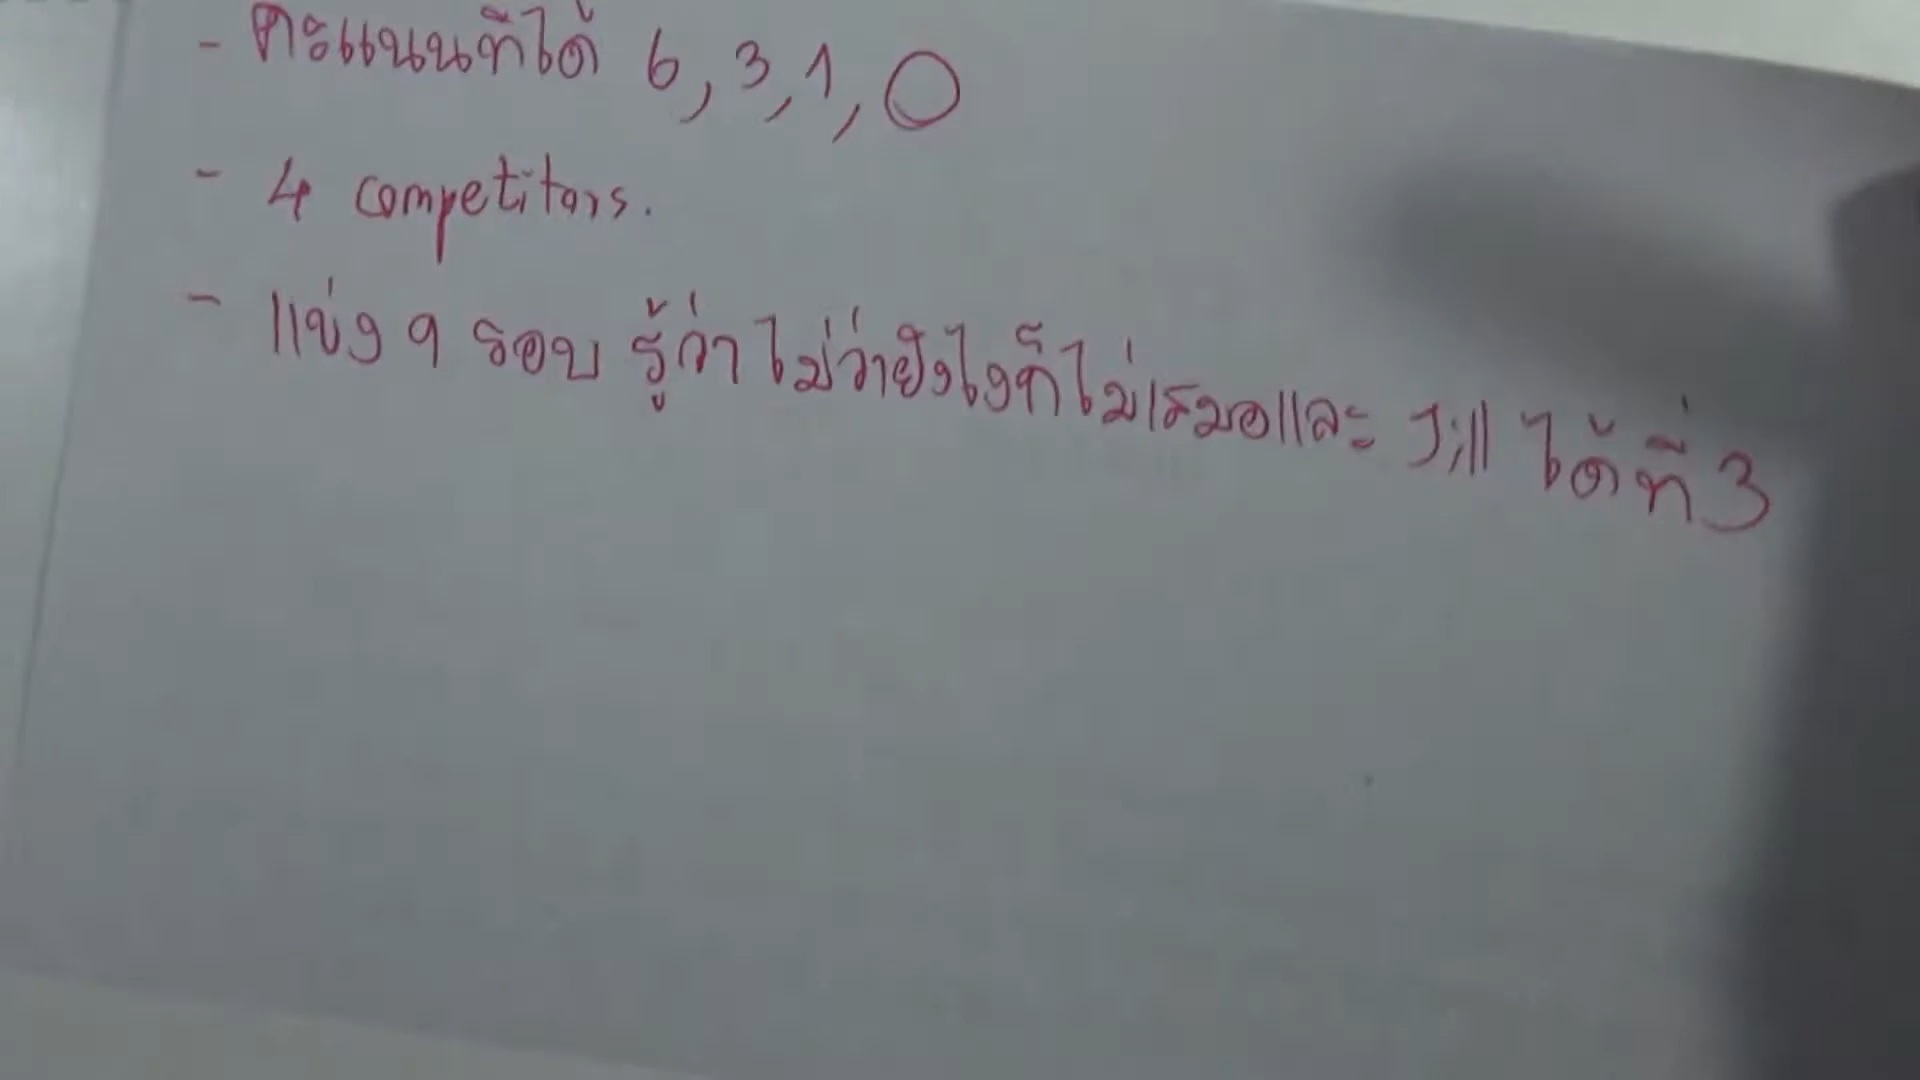 - คะแนนที่ได้ 6, 3, 1, 0
- 4 competitors.
- แข่ง 9 รอบ รู้ว่าไม่ว่ายังไงก็ไม่เสมอและ Jill ได้ที่ 3